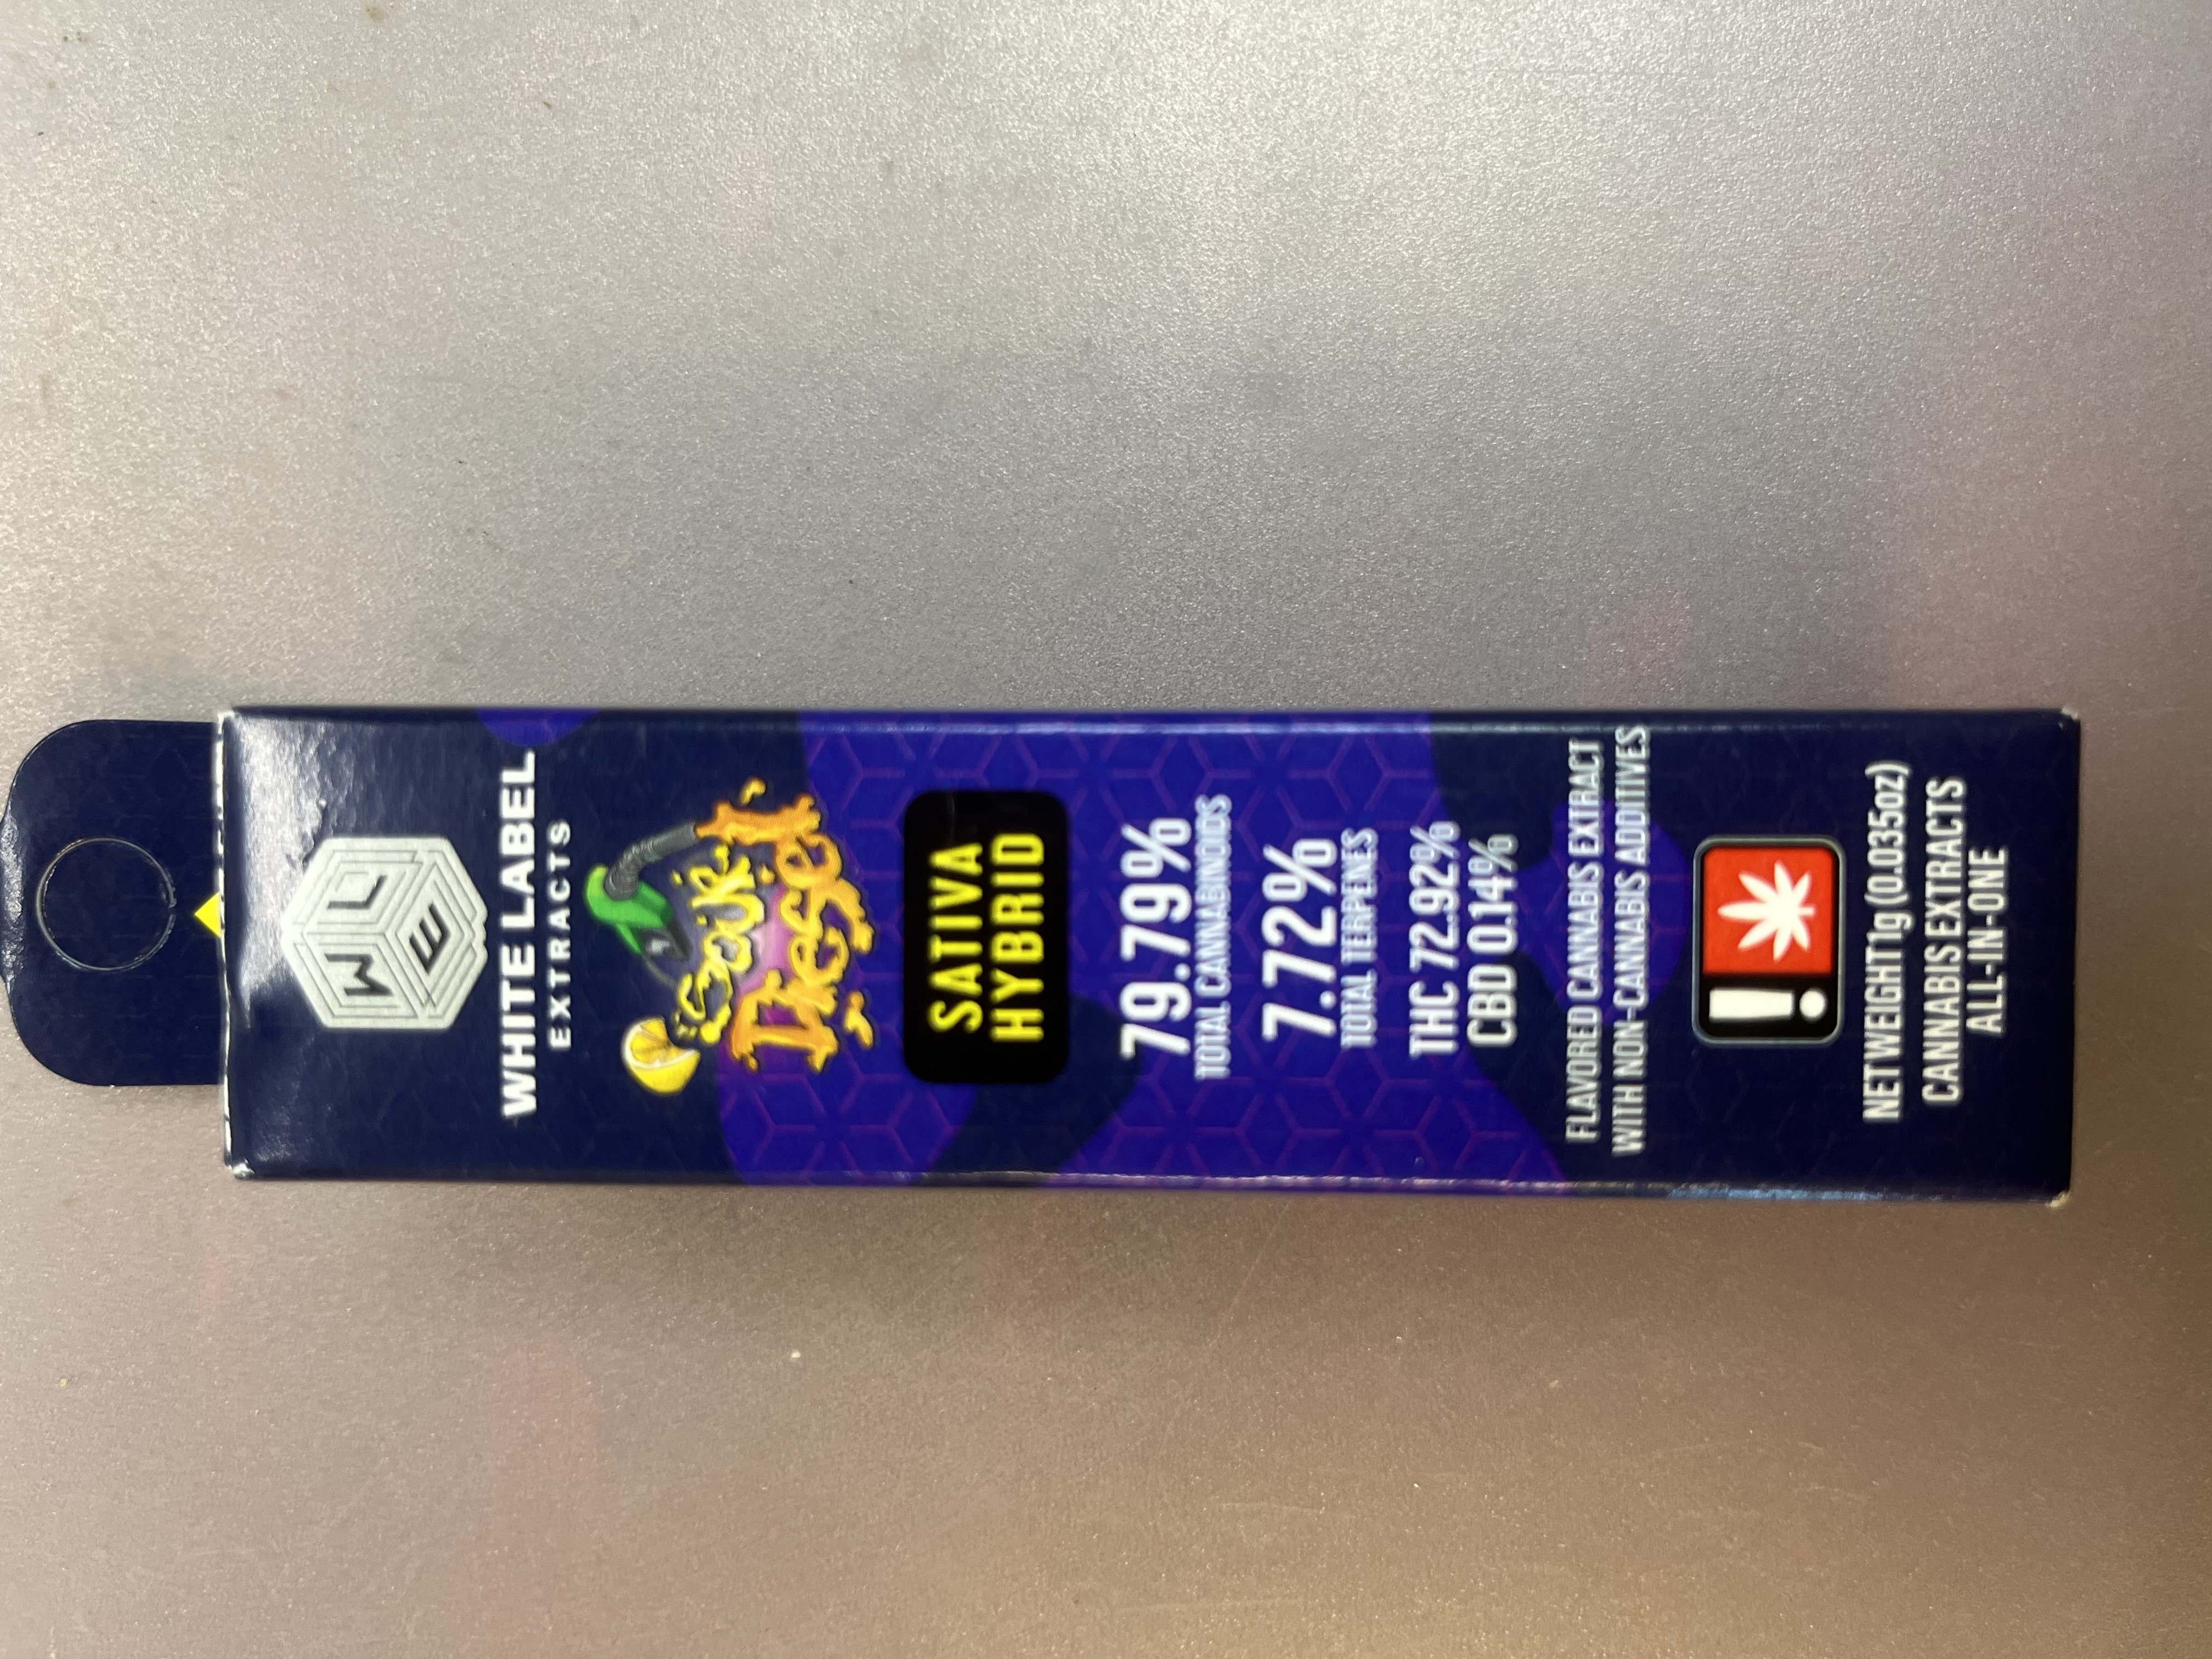 WLE
WHITE LABEL
EXTRACTS
Sour
Diesel
SATIVA
HYBRID
79.79%
TOTAL CANNABINOIDS
7.72%
TOTAL TERPENES
THC 72.92%
CBD 0.14%
FLAVORED CANNABIS EXTRACT
WITH NON-CANNABIS ADDITIVES
!
NET WEIGHT 1g (0.035oz)
CANNABIS EXTRACTS
ALL-IN-ONE